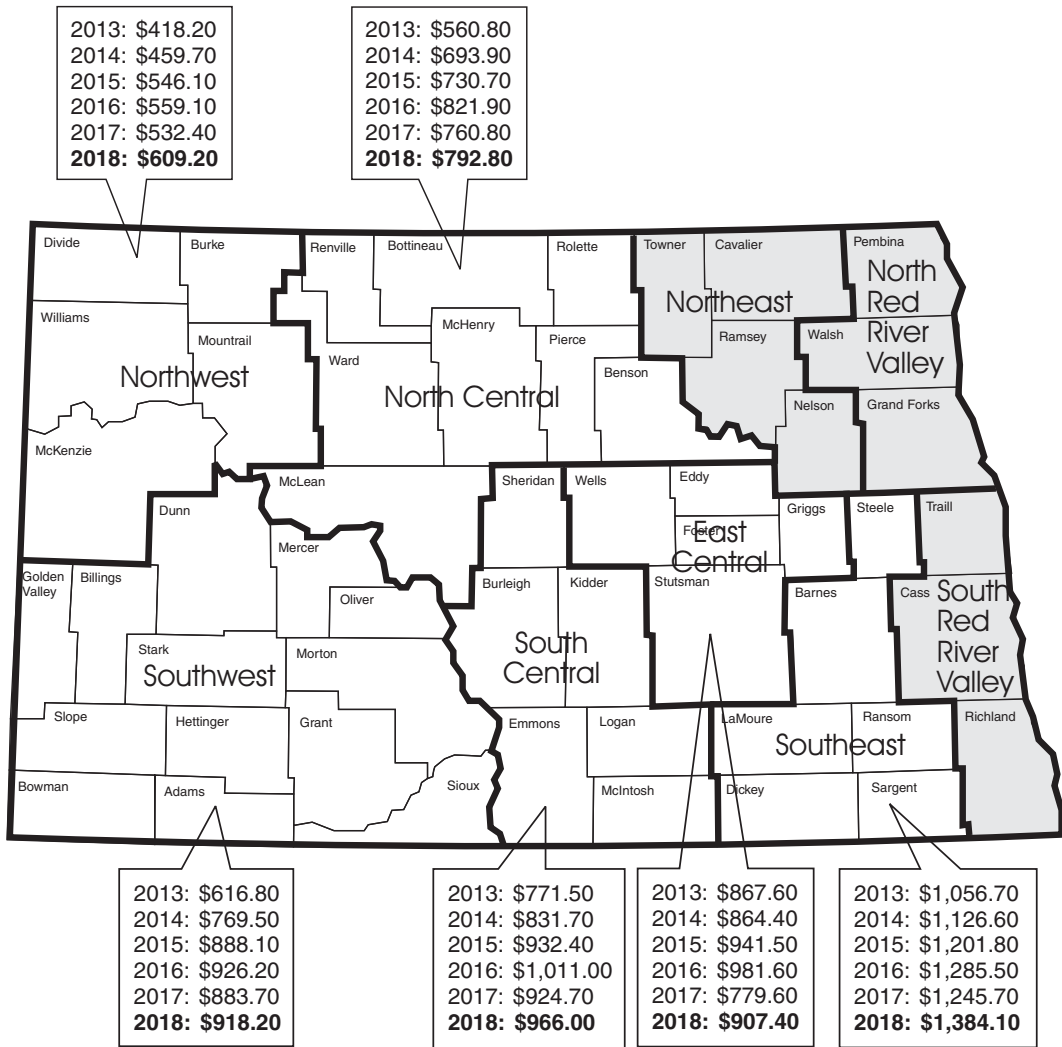 2013: $418.20
2014: $459.70
2015: $546.10
2016: $559.10
2017: $532.40
2018: $609.20
2013: $560.80
2014: $693.90
2015: $730.70
2016: $821.90
2017: $760.80
2018: $792.80
Divide
Burke
Renville
Bottineau
Rolette
Towner
Cavalier
Pembina
North
Red
River
Valley
Northeast
Williams
Mountrail
McHenry
Pierce
Ramsey
Walsh
Ward
Benson
Northwest
North Central
Nelson
Grand Forks
McKenzie
McLean
Sheridan
Wells
Eddy
Dunn
Griggs
Steele
Traill
Foster
East
Central
Mercer
Golden
Valley
Billings
Burleigh
Kidder
Stutsman
Barnes
Cass
South
Red
River
Valley
Oliver
Stark
Morton
South
Central
Southwest
Slope
Hettinger
Grant
Emmons
Logan
LaMoure
Ransom
Richland
Southeast
Bowman
Adams
Sioux
McIntosh
Dickey
Sargent
2013: $616.80
2014: $769.50
2015: $888.10
2016: $926.20
2017: $883.70
2018: $918.20
2013: $771.50
2014: $831.70
2015: $932.40
2016: $1,011.00
2017: $924.70
2018: $966.00
2013: $867.60
2014: $864.40
2015: $941.50
2016: $981.60
2017: $779.60
2018: $907.40
2013: $1,056.70
2014: $1,126.60
2015: $1,201.80
2016: $1,285.50
2017: $1,245.70
2018: $1,384.10